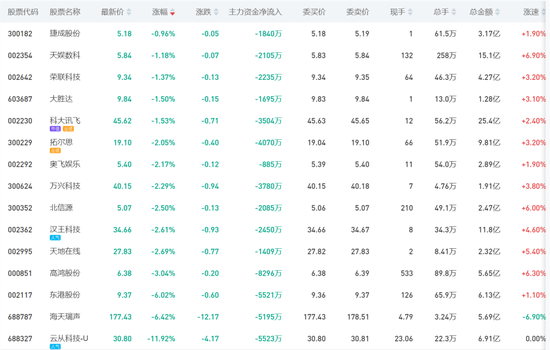 股票代码 股票名称 最新价 涨幅 涨跌 主力资金净流入 委买价 委卖价 现手 总手 总金额 涨速
300182 捷成股份 5.18 -0.96% -0.05 -1840万 5.18 5.19 1 61.5万 3.17亿 +1.90%
002354 天娱数科 5.84 -1.18% -0.07 -2105万 5.83 5.84 132 258万 15.1亿 +6.90%
002642 荣联科技 9.34 -1.37% -0.13 -2235万 9.34 9.35 64 46.3万 4.27亿 +3.20%
603687 大胜达 9.84 -1.50% -0.15 -1695万 9.83 9.84 1 13.0万 1.28亿 +3.10%
002230 科大讯飞 45.62 -1.53% -0.71 -3504万 45.63 45.65 12 56.2万 25.4亿 +2.40%
300229 拓尔思 19.10 -2.05% -0.40 -4070万 19.04 19.10 66 51.9万 9.81亿 +3.20%
002292 奥飞娱乐 5.40 -2.17% -0.12 -885万 5.39 5.40 11 54.0万 2.89亿 +1.90%
300624 万兴科技 40.15 -2.29% -0.94 -3780万 40.15 40.18 7 4.76万 1.91亿 +3.80%
300352 北信源 5.07 -2.50% -0.13 -2085万 5.06 5.07 210 49.1万 2.47亿 +6.00%
002362 汉王科技 34.66 -2.61% -0.93 -2450万 34.66 34.67 8 34.3万 11.8亿 +4.60%
人气
002995 天地在线 27.83 -2.69% -0.77 -1409万 27.82 27.83 2 8.41万 2.32亿 +5.40%
000851 高鸿股份 6.38 -3.04% -0.20 -8296万 6.38 6.39 533 89.8万 5.65亿 +6.30%
002117 东港股份 9.37 -6.02% -0.60 -5521万 9.36 9.37 126 65.9万 6.13亿 +1.10%
688787 海天瑞声 177.43 -6.42% -12.17 -5195万 177.43 178.51 4.79 3.24万 5.69亿 -6.90%
688327 云从科技-U 30.80 -11.92% -4.17 -5523万 30.80 30.81 23.06 22.3万 6.91亿 0.00%
人气